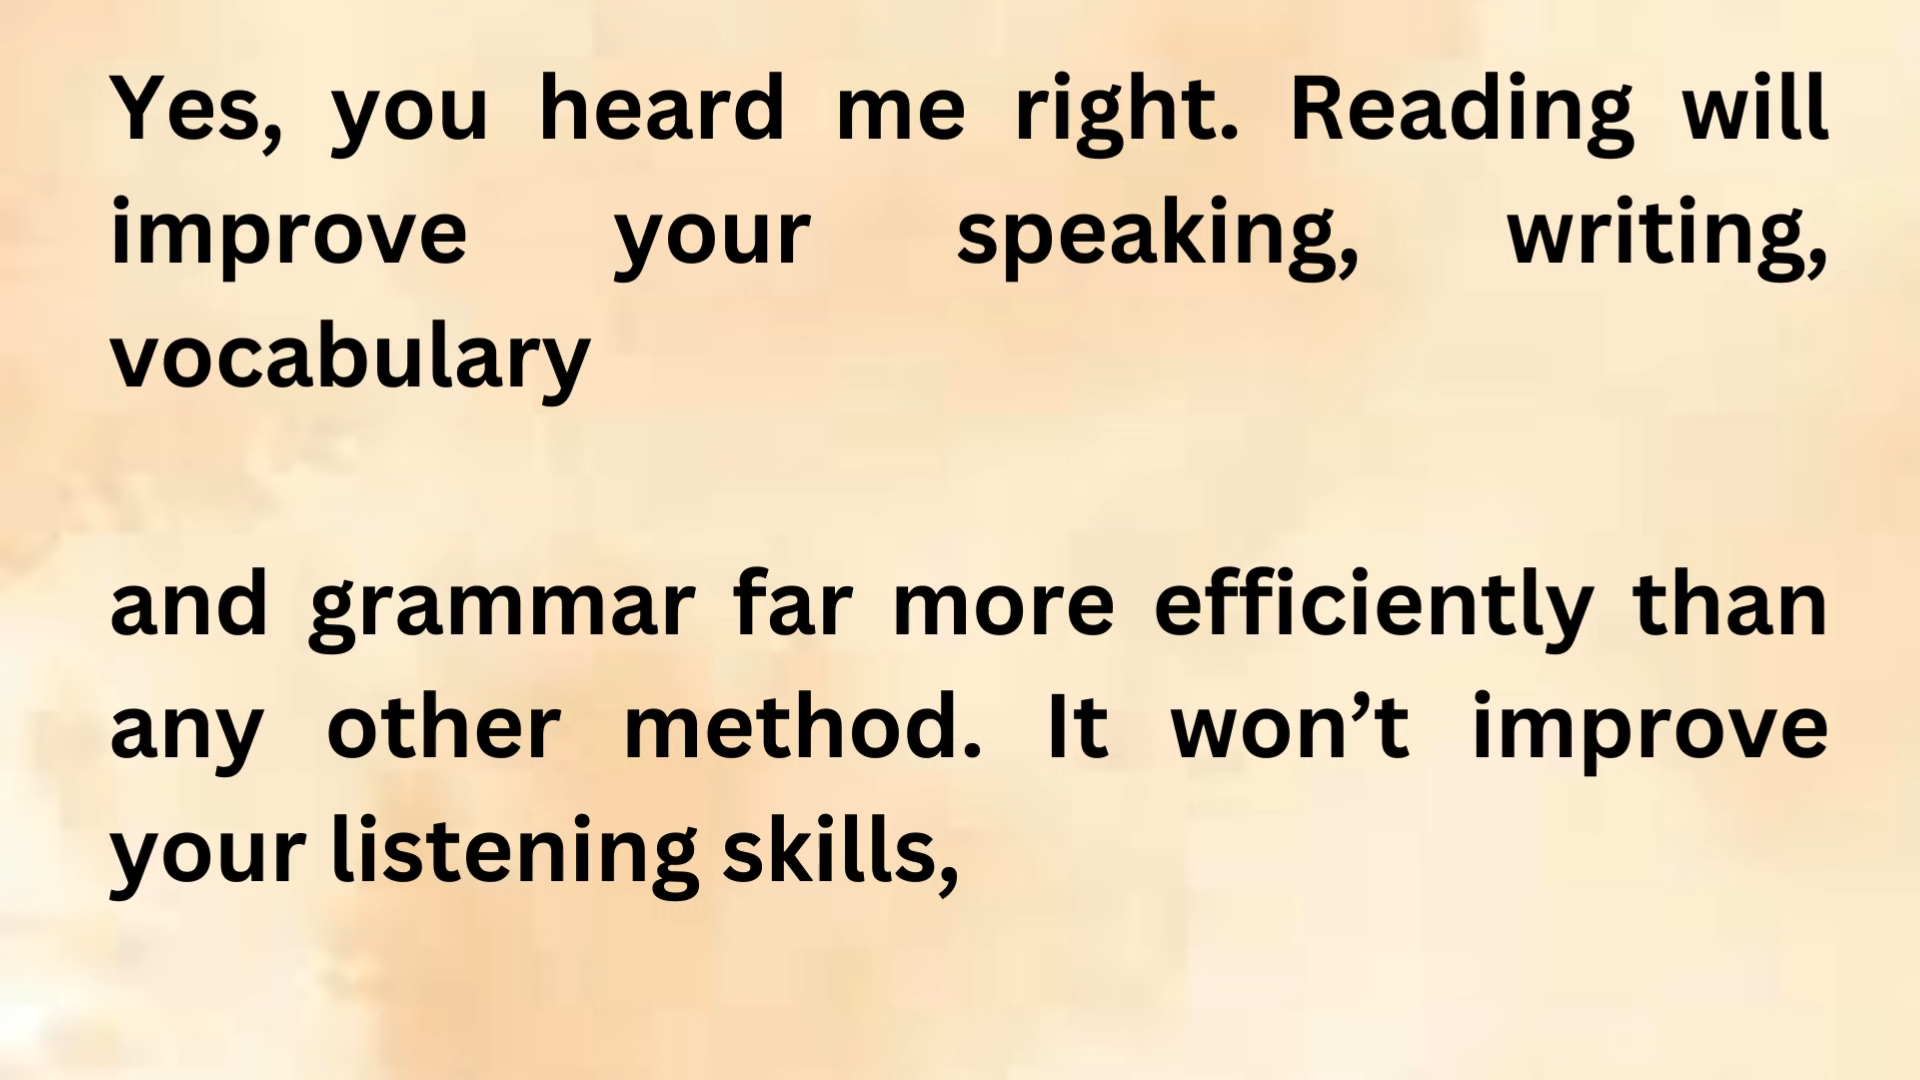 Yes, you heard me right. Reading will
improve your speaking, writing,
vocabulary
and grammar far more efficiently than
any other method. It won’t improve
your listening skills,